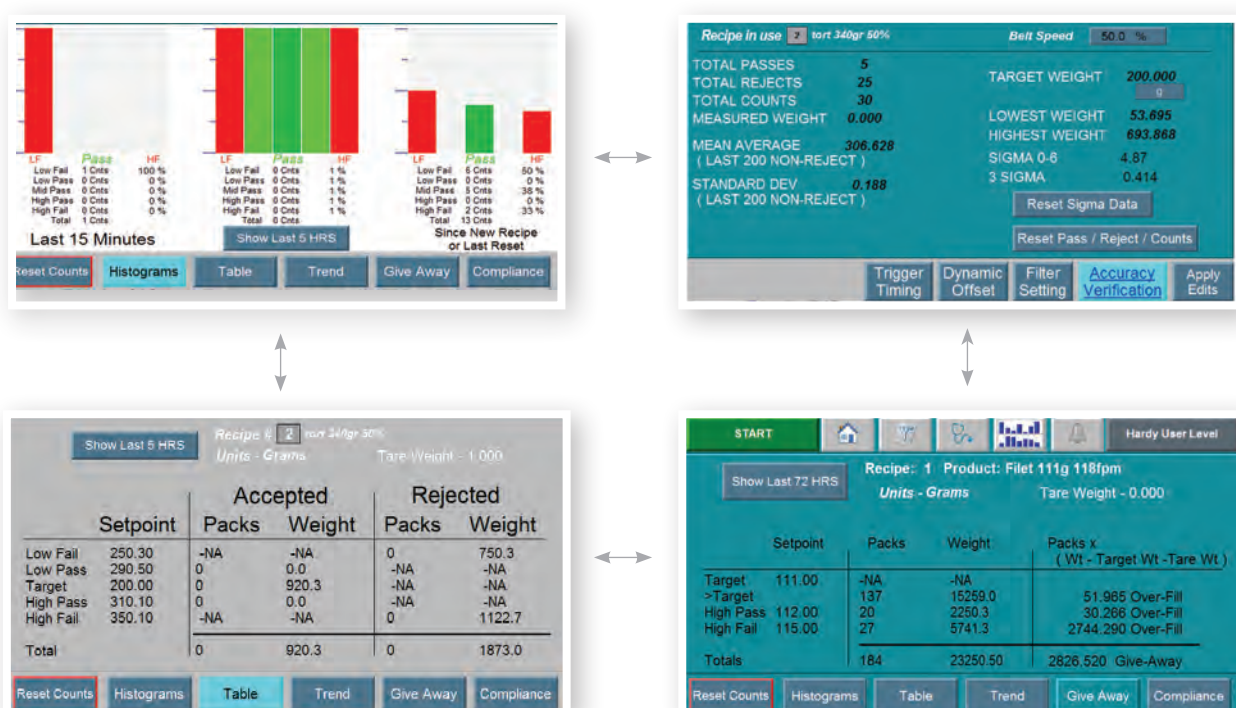 LF Pass HF
Low Fail 1 Cnts 100 %
Low Pass 0 Cnts 0 %
Mid Pass 0 Cnts 0 %
High Pass 0 Cnts 0 %
High Fail 0 Cnts 0 %
Total 1 Cnts
Last 15 Minutes
LF Pass HF
Low Fail 0 Cnts 1 %
Low Pass 0 Cnts 1 %
Mid Pass 0 Cnts 1 %
High Pass 0 Cnts 1 %
High Fail 0 Cnts 1 %
Total 0 Cnts
Show Last 5 HRS
LF Pass HF
Low Fail 6 Cnts 50 %
Low Pass 0 Cnts 0 %
Mid Pass 5 Cnts 38 %
High Pass 0 Cnts 0 %
High Fail 2 Cnts 33 %
Total 13 Cnts
Since New Recipe
or Last Reset
Reset Counts Histograms Table Trend Give Away Compliance
Recipe in use 2 tort 340gr 50% Belt Speed 50.0 %
TOTAL PASSES 5
TOTAL REJECTS 25
TOTAL COUNTS 30
MEASURED WEIGHT 0.000
MEAN AVERAGE 306.628
( LAST 200 NON-REJECT )
STANDARD DEV 0.188
( LAST 200 NON-REJECT )
TARGET WEIGHT 200.000
g
LOWEST WEIGHT 53.695
HIGHEST WEIGHT 693.868
SIGMA 0-6 4.87
3 SIGMA 0.414
Reset Sigma Data
Reset Pass / Reject / Counts
Trigger Timing Dynamic Offset Filter Setting Accuracy Verification Apply Edits
Show Last 5 HRS Recipe # 2 tort 340gr 50%
Units - Grams Tare Weight - 1.000
Accepted Rejected
Setpoint Packs Weight Packs Weight
Low Fail 250.30 -NA -NA 0 750.3
Low Pass 290.50 0 0.0 -NA -NA
Target 200.00 0 920.3 -NA -NA
High Pass 310.10 0 0.0 -NA -NA
High Fail 350.10 -NA -NA 0 1122.7
Total 0 920.3 0 1873.0
Reset Counts Histograms Table Trend Give Away Compliance
START Hardy User Level
Show Last 72 HRS Recipe: 1 Product: Filet 111g 118fpm
Units - Grams Tare Weight - 0.000
Setpoint Packs Weight Packs x
( Wt - Target Wt -Tare Wt )
Target 111.00 -NA -NA
>Target 137 15259.0 51.965 Over-Fill
High Pass 112.00 20 2250.3 30.266 Over-Fill
High Fail 115.00 27 5741.3 2744.290 Over-Fill
Totals 184 23250.50 2826.520 Give-Away
Reset Counts Histograms Table Trend Give Away Compliance